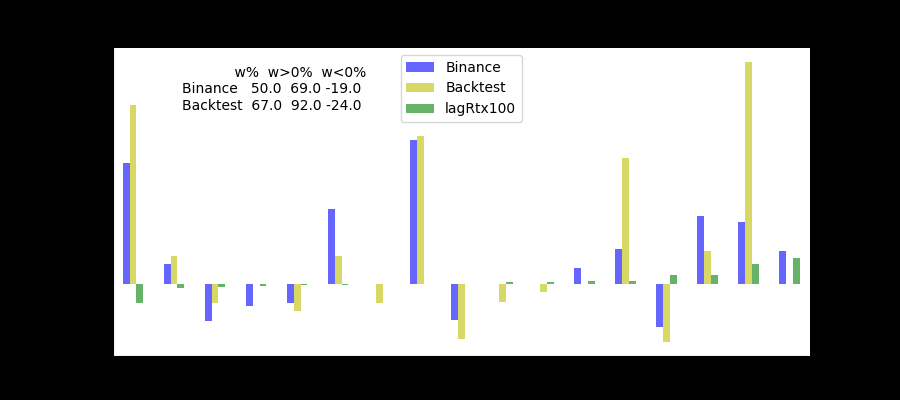 w% w>0% w<0%
Binance 50.0 69.0 -19.0
Backtest 67.0 92.0 -24.0
Binance
Backtest
lagRtx100